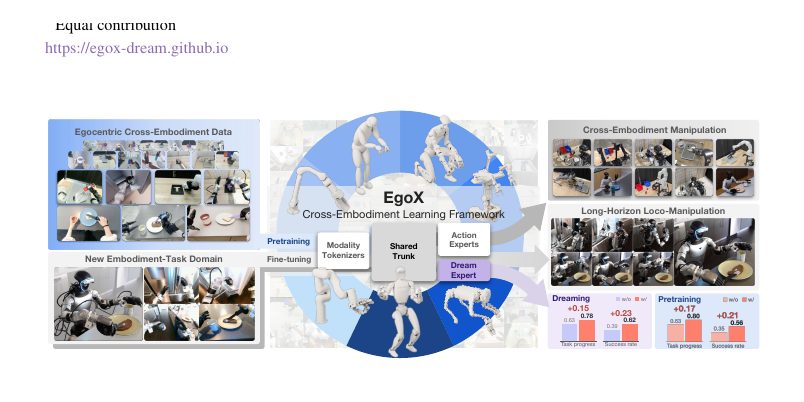 Equal contribution
https://egox-dream.github.io
Egocentric Cross-Embodiment Data
New Embodiment-Task Domain
EgoX
Cross-Embodiment Learning Framework
Pretraining
Fine-tuning
Modality
Tokenizers
Shared
Trunk
Action
Experts
Dream
Expert
Cross-Embodiment Manipulation
Long-Horizon Loco-Manipulation
Dreaming
w/o w/
+0.15
0.63 0.78
Task progress
+0.23
0.39 0.62
Success rate
Pretraining
w/o w/
+0.17
0.63 0.80
Task progress
+0.21
0.35 0.56
Success rate